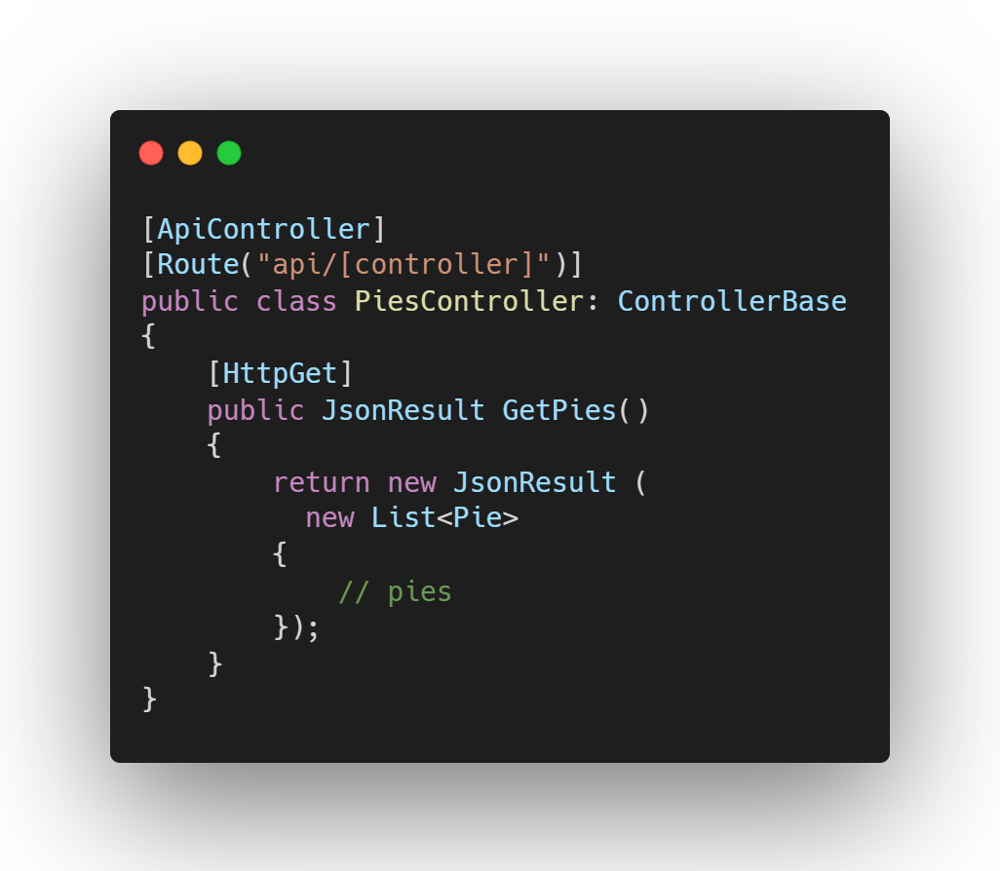 [ApiController]
[Route("api/[controller]")]
public class PiesController: ControllerBase
{
    [HttpGet]
    public JsonResult GetPies()
    {
        return new JsonResult (
          new List<Pie>
        {
            // pies
        });
    }
}